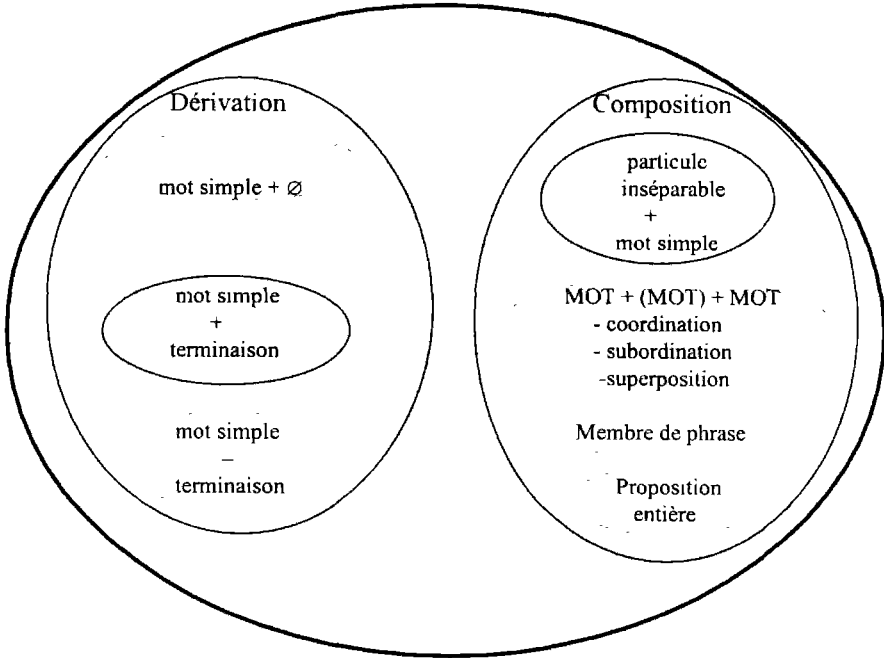 Dérivation
mot simple + Ø
mot simple
+
terminaison
mot simple
–
terminaison
Composition
particule
inséparable
+
mot simple
MOT + (MOT) + MOT
- coordination
- subordination
-superposition
Membre de phrase
Proposition
entière